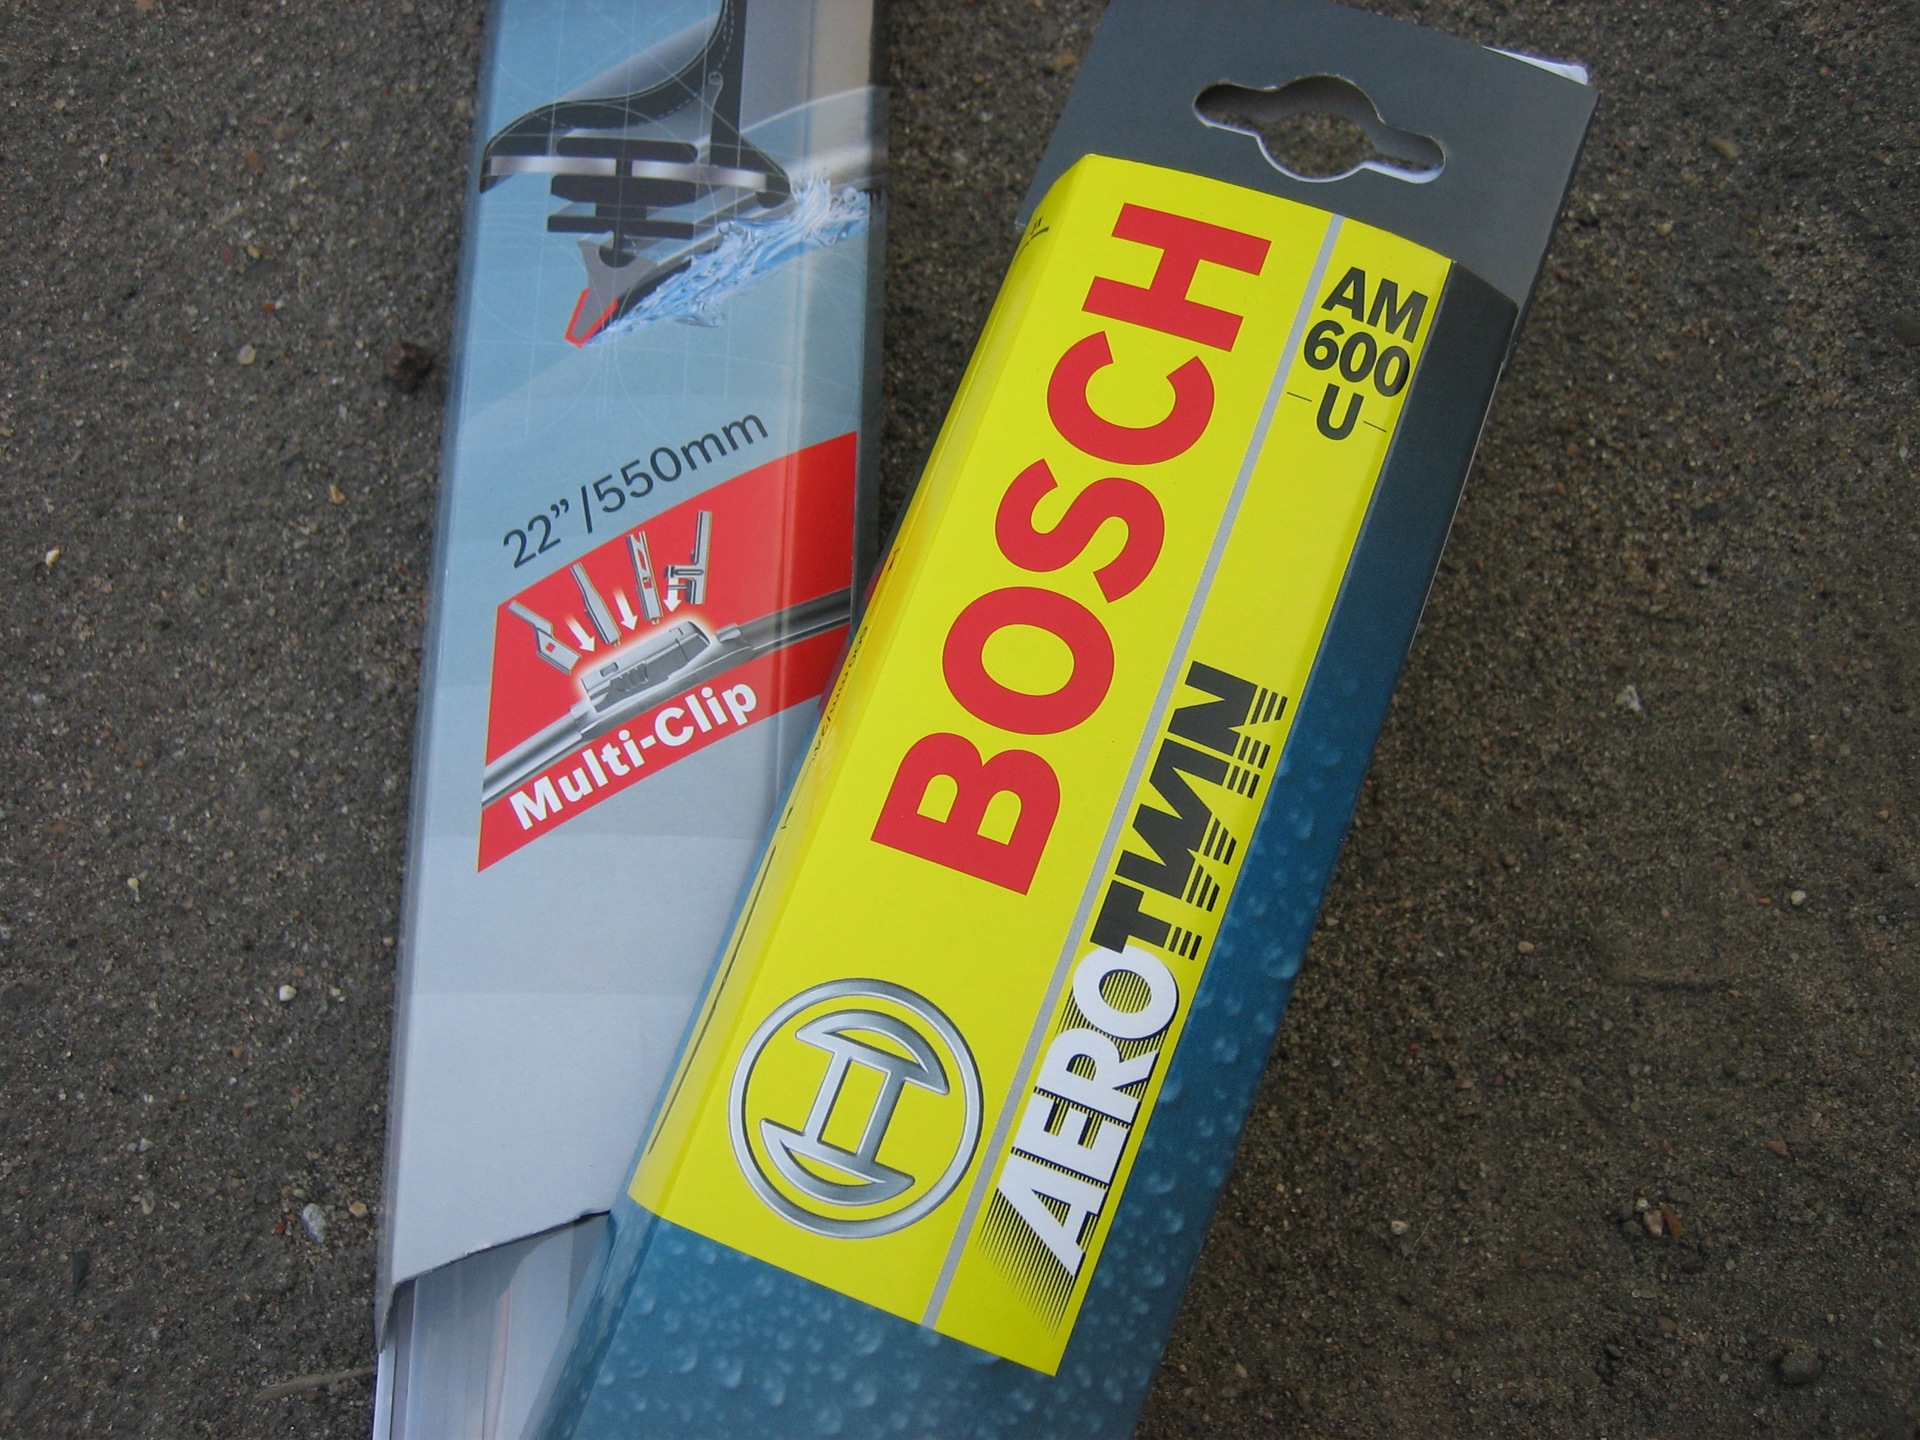 22”/550mm
Multi-Clip
BOSCH
AEROTWIN
AM
600
U